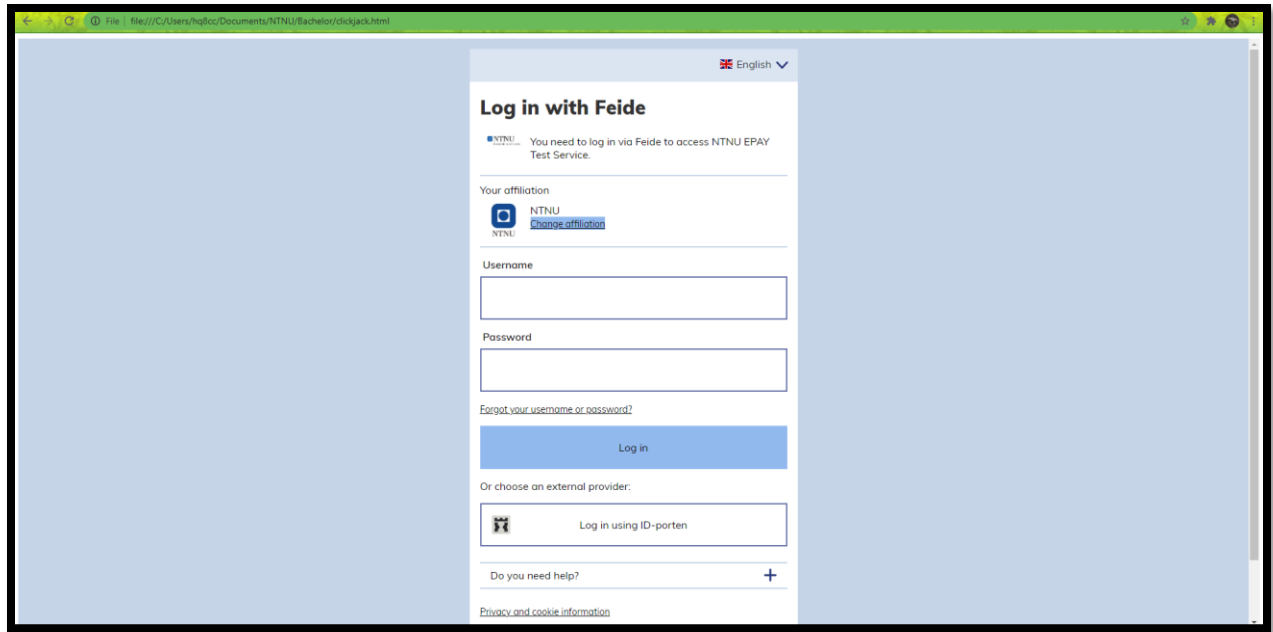 File file:///C:/Users/hq8cc/Documents/NTNU/Bachelor/clickjack.html
English
Log in with Feide
NTNU
You need to log in via Feide to access NTNU EPAY
Test Service.
Your affiliation
NTNU
Change affiliation
NTNU
Username
Password
Forgot your username or password?
Log in
Or choose an external provider:
Log in using ID-porten
Do you need help?
Privacy and cookie information